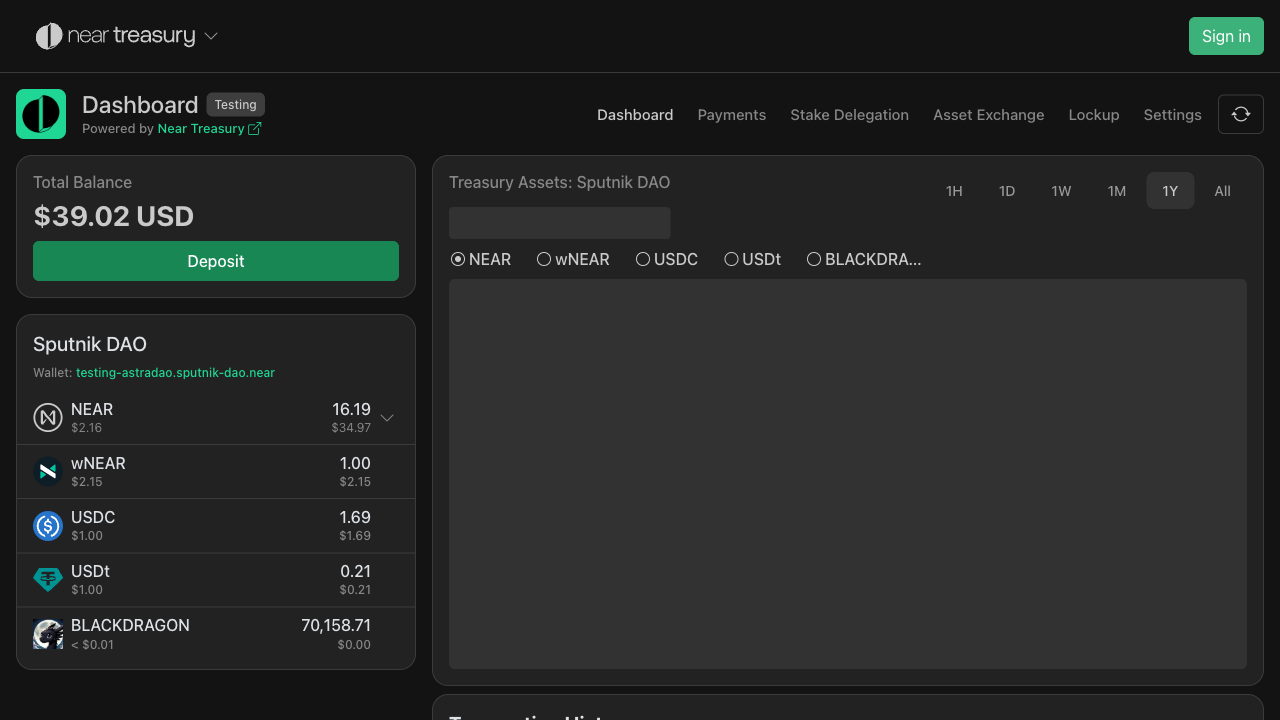 near treasury
Sign in
Dashboard Testing
Powered by Near Treasury
Dashboard Payments Stake Delegation Asset Exchange Lockup Settings
Total Balance
$39.02 USD
Deposit
Sputnik DAO
Wallet: testing-astradao.sputnik-dao.near
NEAR 16.19
$2.16 $34.97
wNEAR 1.00
$2.15 $2.15
USDC 1.69
$1.00 $1.69
USDt 0.21
$1.00 $0.21
BLACKDRAGON 70,158.71
< $0.01 $0.00
Treasury Assets: Sputnik DAO
1H 1D 1W 1M 1Y All
NEAR wNEAR USDC USDt BLACKDRA...